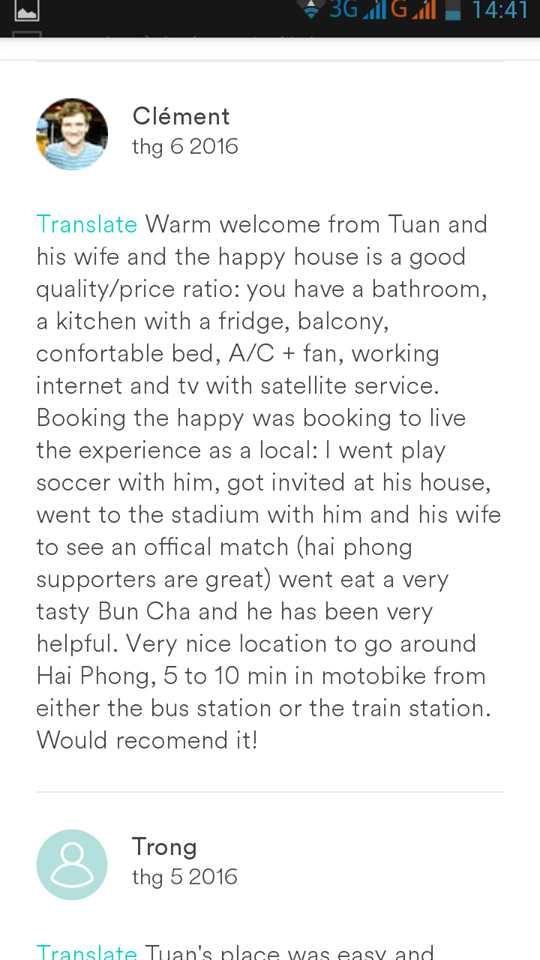 3G G 14:41
Clément
thg 6 2016
Translate Warm welcome from Tuan and
his wife and the happy house is a good
quality/price ratio: you have a bathroom,
a kitchen with a fridge, balcony,
confortable bed, A/C + fan, working
internet and tv with satellite service.
Booking the happy was booking to live
the experience as a local: I went play
soccer with him, got invited at his house,
went to the stadium with him and his wife
to see an offical match (hai phong
supporters are great) went eat a very
tasty Bun Cha and he has been very
helpful. Very nice location to go around
Hai Phong, 5 to 10 min in motobike from
either the bus station or the train station.
Would recomend it!
Trong
thg 5 2016
Translate Tuan's place was easy and